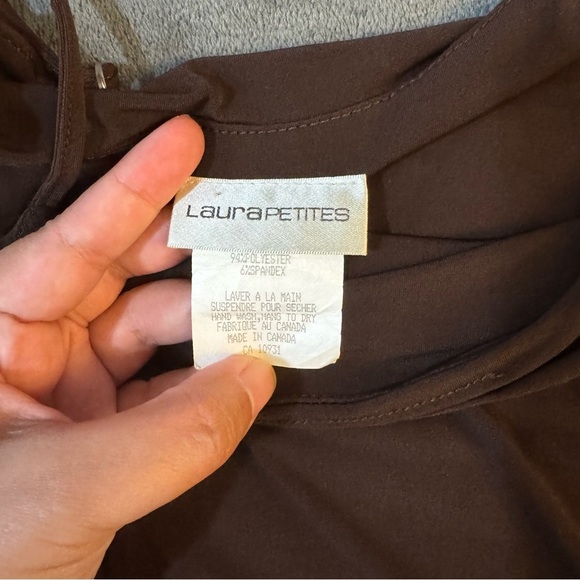 LauraPETITES
94%POLYESTER
6%SPANDEX
LAVER A LA MAIN
SUSPENDRE POUR SECHER
HAND WASH,HANG TO DRY
FABRIQUE AU CANADA
MADE IN CANADA
CA 10931